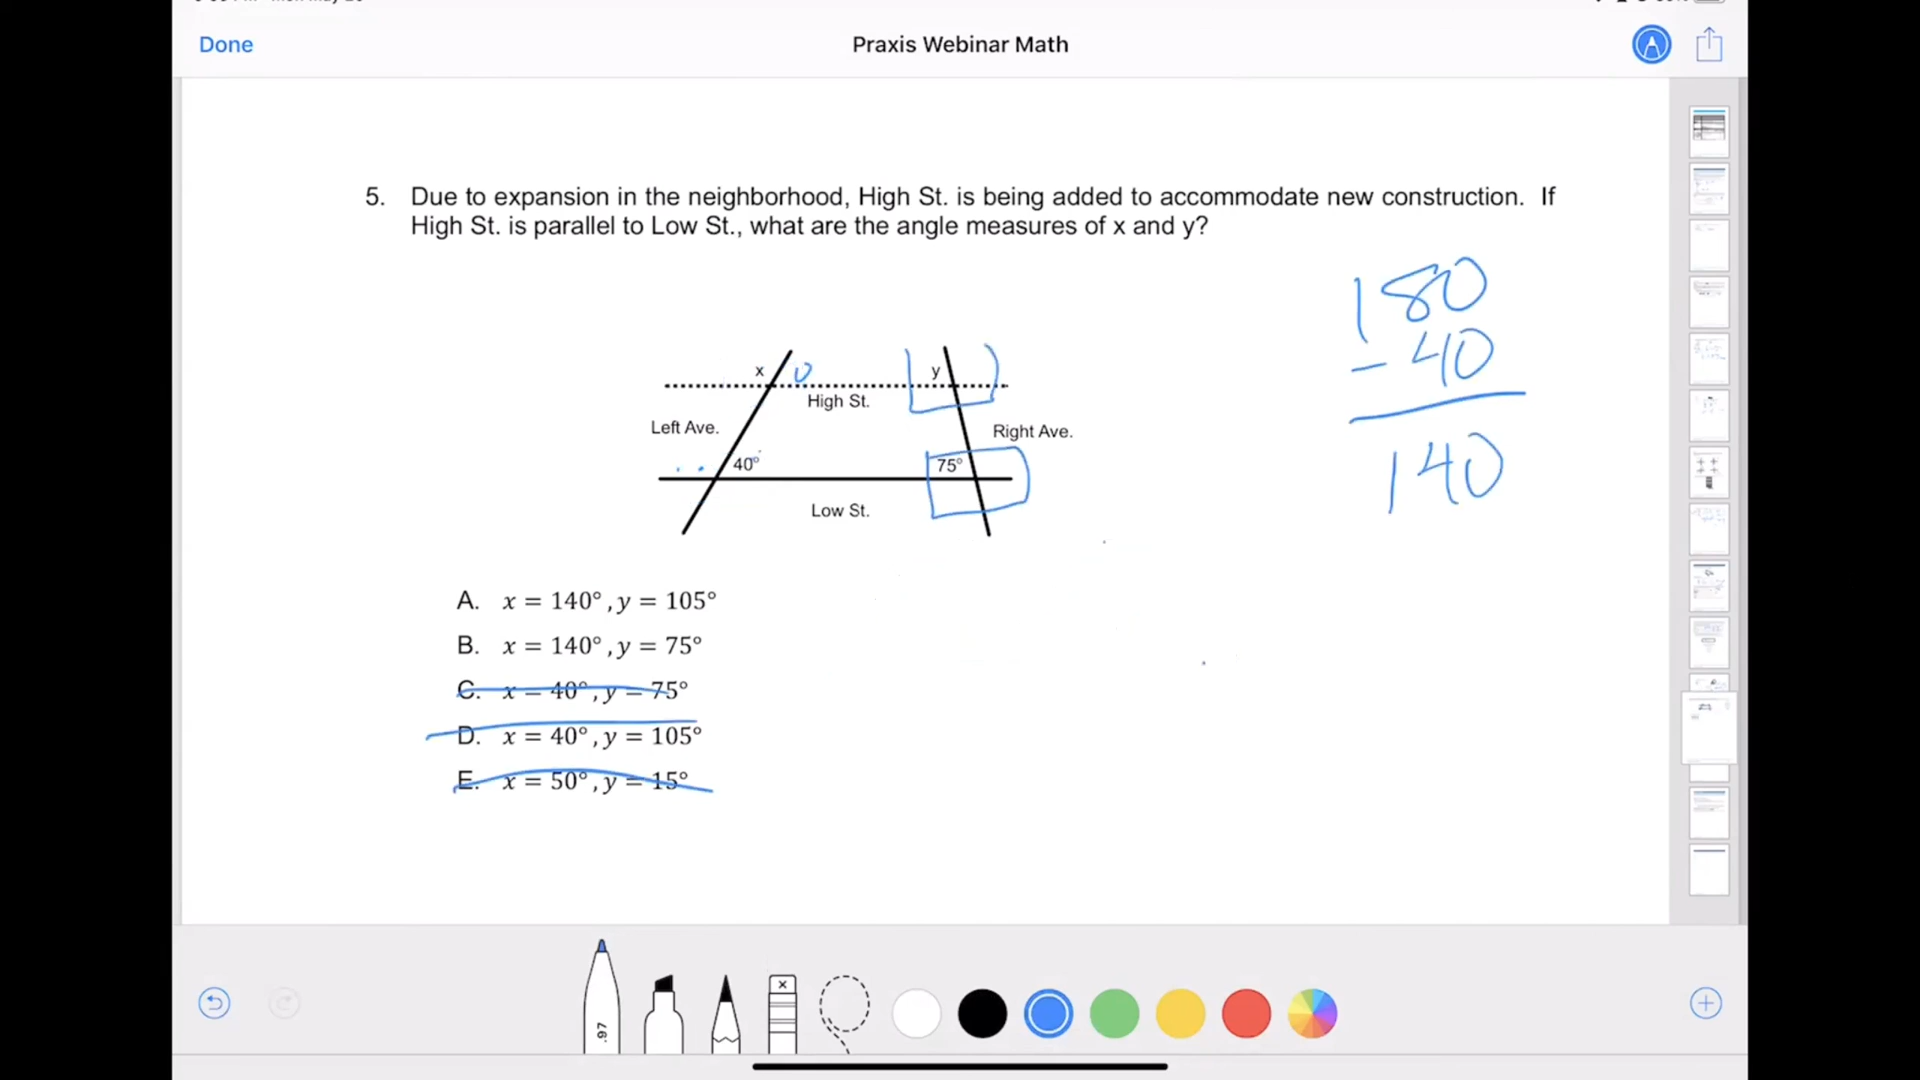 Done
Praxis Webinar Math
5. Due to expansion in the neighborhood, High St. is being added to accommodate new construction. If
High St. is parallel to Low St., what are the angle measures of x and y?
180
- 40
140
x
y
High St.
Left Ave.
Right Ave.
40°
75°
Low St.
A. x = 140°, y = 105°
B. x = 140°, y = 75°
C. x = 40°, y = 75°
D. x = 40°, y = 105°
E. x = 50°, y = 15°
.97